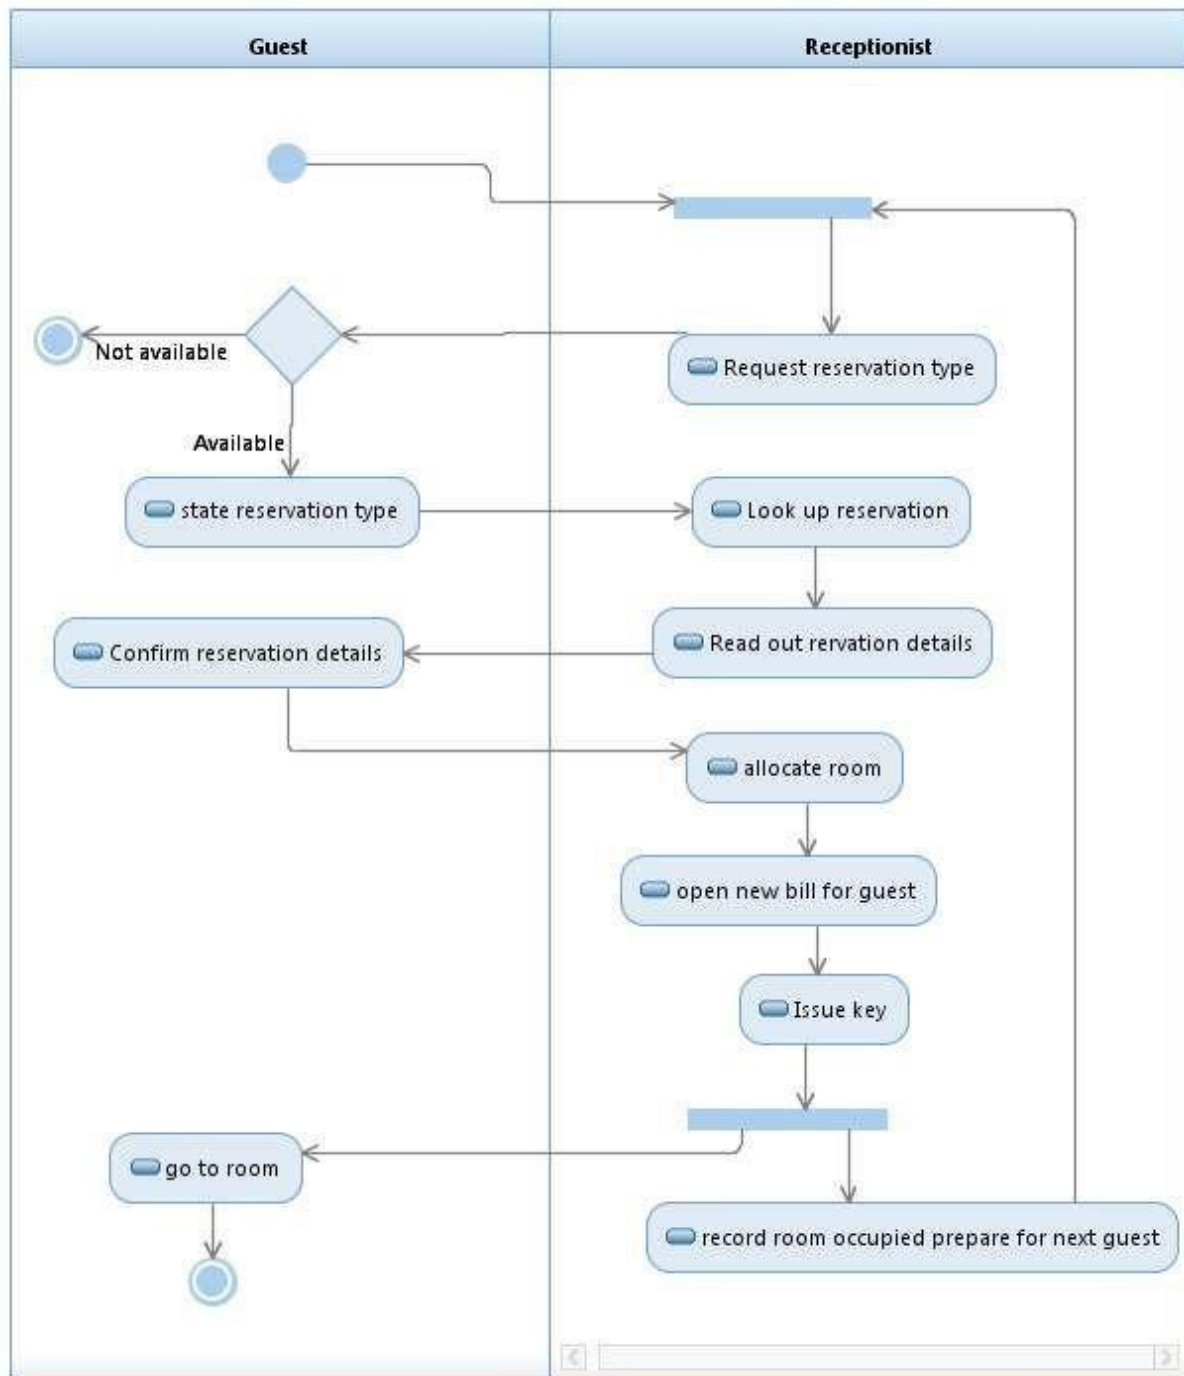 Guest
Receptionist
Not available
Request reservation type
Available
state reservation type
Look up reservation
Confirm reservation details
Read out rervation details
allocate room
open new bill for guest
Issue key
go to room
record room occupied prepare for next guest